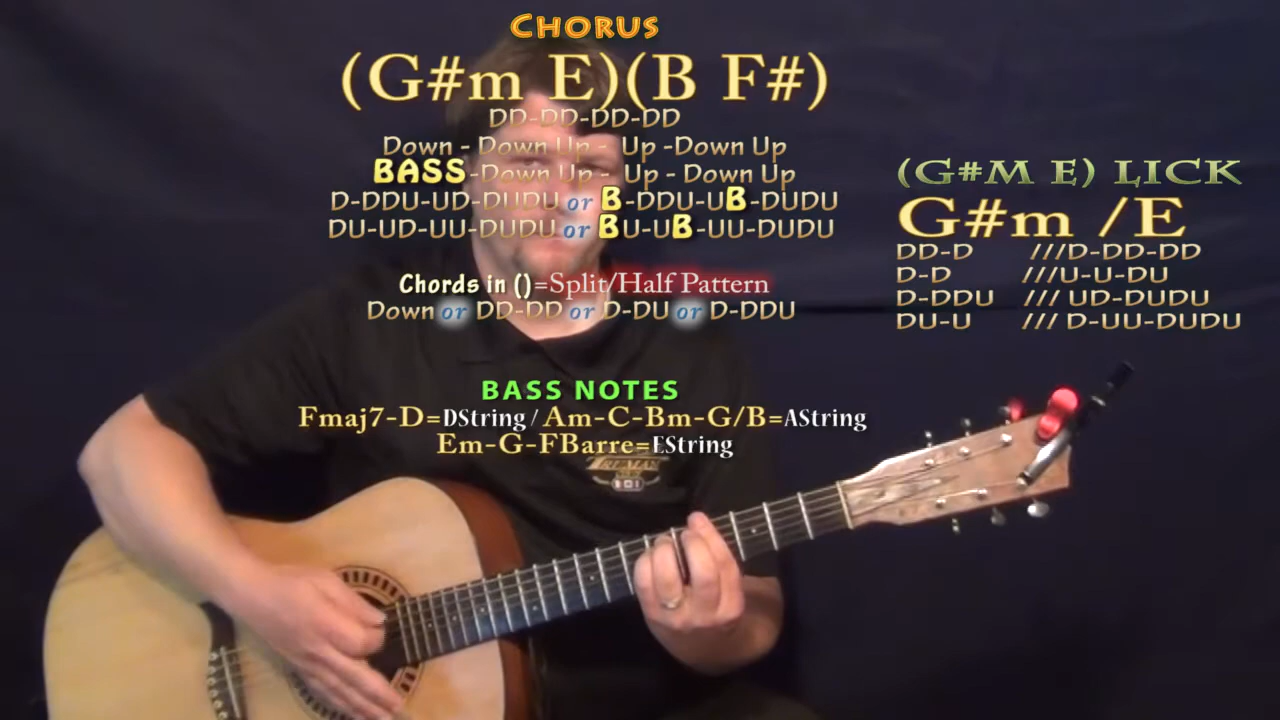 CHORUS
(G#m E)(B F#)
DD-DD-DD-DD
Down - Down Up - Up -Down Up
BASS-Down Up - Up - Down Up
D-DDU-UD-DUDU or B-DDU-UB-DUDU
DU-UD-UU-DUDU or BU-UB-UU-DUDU
Chords in ()=Split/Half Pattern
Down or DD-DD or D-DU or D-DDU
BASS NOTES
Fmaj7-D=DString / Am-C-Bm-G/B=AString
Em-G-FBarre=EString
TRUMAN
(G#M E) LICK
G#m /E
DD-D ///D-DD-DD
D-D ///U-U-DU
D-DDU /// UD-DUDU
DU-U /// D-UU-DUDU